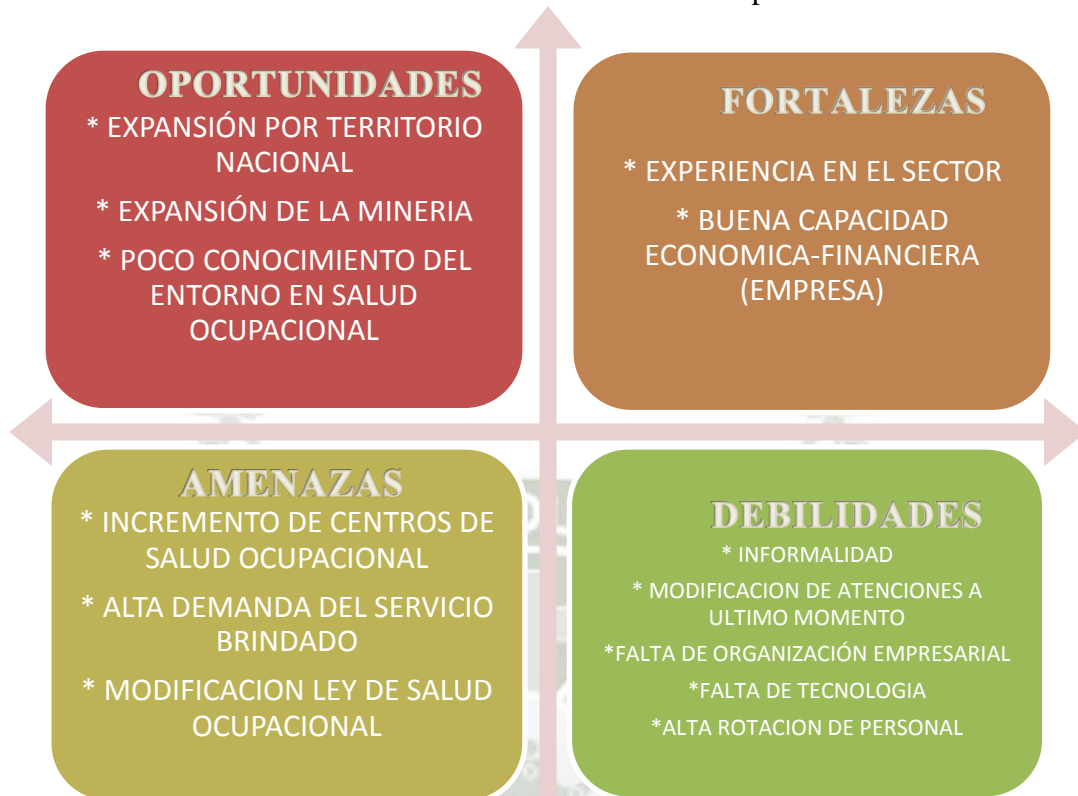 OPORTUNIDADES
* EXPANSIÓN POR TERRITORIO
NACIONAL
* EXPANSIÓN DE LA MINERIA
* POCO CONOCIMIENTO DEL
ENTORNO EN SALUD
OCUPACIONAL
FORTALEZAS
* EXPERIENCIA EN EL SECTOR
* BUENA CAPACIDAD
ECONOMICA-FINANCIERA
(EMPRESA)
AMENAZAS
* INCREMENTO DE CENTROS DE
SALUD OCUPACIONAL
* ALTA DEMANDA DEL SERVICIO
BRINDADO
* MODIFICACION LEY DE SALUD
OCUPACIONAL
DEBILIDADES
* INFORMALIDAD
* MODIFICACION DE ATENCIONES A
ULTIMO MOMENTO
*FALTA DE ORGANIZACIÓN EMPRESARIAL
*FALTA DE TECNOLOGIA
*ALTA ROTACION DE PERSONAL